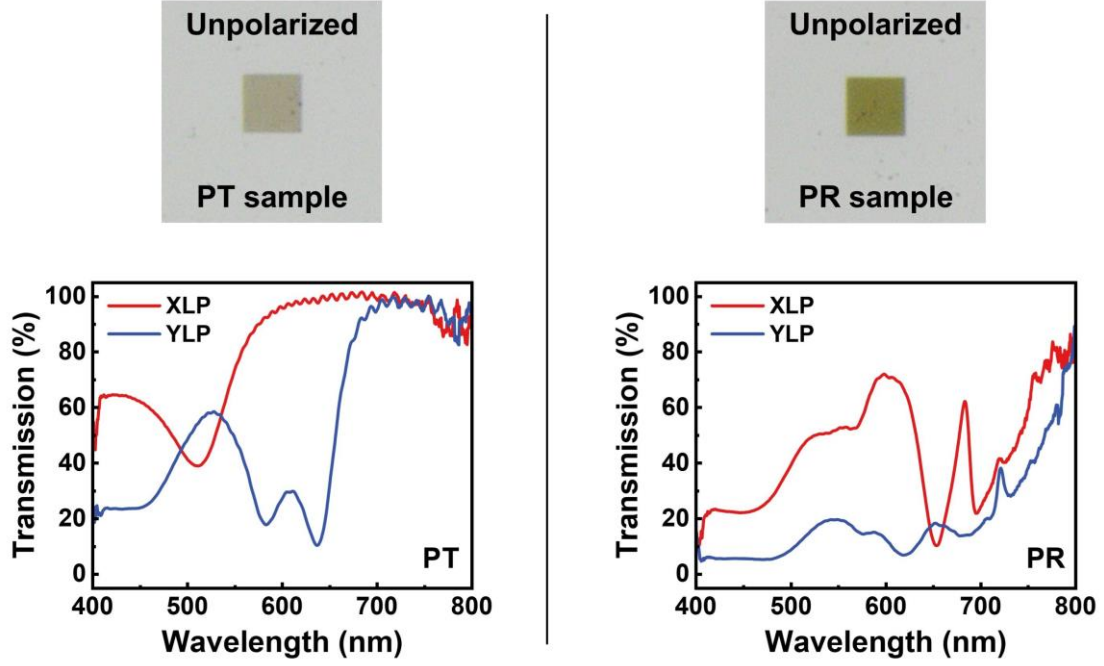 Unpolarized
PT sample
Unpolarized
PR sample
Transmission (%)
100
80
60
40
20
0
XLP
YLP
PT
400 500 600 700 800
Wavelength (nm)
Transmission (%)
100
80
60
40
20
0
XLP
YLP
PR
400 500 600 700 800
Wavelength (nm)